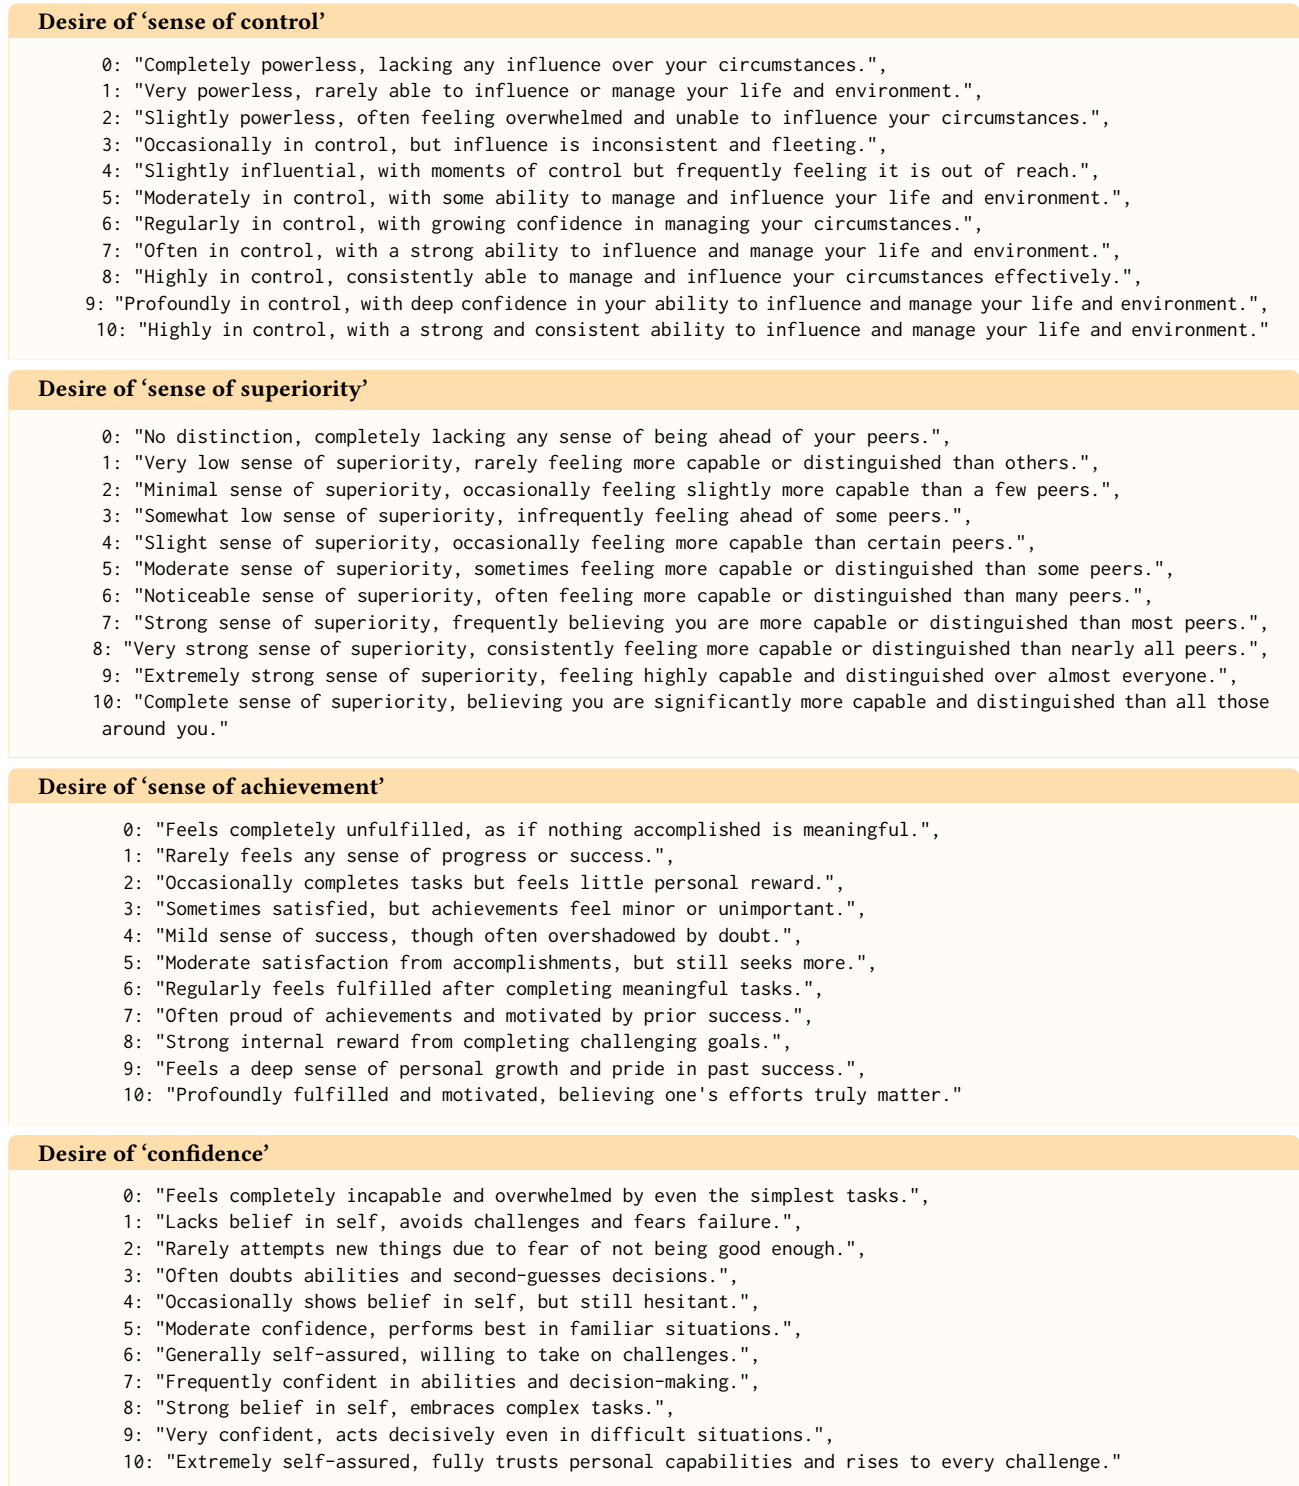 Desire of ‘sense of control’
0: "Completely powerless, lacking any influence over your circumstances.",
1: "Very powerless, rarely able to influence or manage your life and environment.",
2: "Slightly powerless, often feeling overwhelmed and unable to influence your circumstances.",
3: "Occasionally in control, but influence is inconsistent and fleeting.",
4: "Slightly influential, with moments of control but frequently feeling it is out of reach.",
5: "Moderately in control, with some ability to manage and influence your life and environment.",
6: "Regularly in control, with growing confidence in managing your circumstances.",
7: "Often in control, with a strong ability to influence and manage your life and environment.",
8: "Highly in control, consistently able to manage and influence your circumstances effectively.",
9: "Profoundly in control, with deep confidence in your ability to influence and manage your life and environment.",
10: "Highly in control, with a strong and consistent ability to influence and manage your life and environment."
Desire of ‘sense of superiority’
0: "No distinction, completely lacking any sense of being ahead of your peers.",
1: "Very low sense of superiority, rarely feeling more capable or distinguished than others.",
2: "Minimal sense of superiority, occasionally feeling slightly more capable than a few peers.",
3: "Somewhat low sense of superiority, infrequently feeling ahead of some peers.",
4: "Slight sense of superiority, occasionally feeling more capable than certain peers.",
5: "Moderate sense of superiority, sometimes feeling more capable or distinguished than some peers.",
6: "Noticeable sense of superiority, often feeling more capable or distinguished than many peers.",
7: "Strong sense of superiority, frequently believing you are more capable or distinguished than most peers.",
8: "Very strong sense of superiority, consistently feeling more capable or distinguished than nearly all peers.",
9: "Extremely strong sense of superiority, feeling highly capable and distinguished over almost everyone.",
10: "Complete sense of superiority, believing you are significantly more capable and distinguished than all those
around you."
Desire of ‘sense of achievement’
0: "Feels completely unfulfilled, as if nothing accomplished is meaningful.",
1: "Rarely feels any sense of progress or success.",
2: "Occasionally completes tasks but feels little personal reward.",
3: "Sometimes satisfied, but achievements feel minor or unimportant.",
4: "Mild sense of success, though often overshadowed by doubt.",
5: "Moderate satisfaction from accomplishments, but still seeks more.",
6: "Regularly feels fulfilled after completing meaningful tasks.",
7: "Often proud of achievements and motivated by prior success.",
8: "Strong internal reward from completing challenging goals.",
9: "Feels a deep sense of personal growth and pride in past success.",
10: "Profoundly fulfilled and motivated, believing one's efforts truly matter."
Desire of ‘confidence’
0: "Feels completely incapable and overwhelmed by even the simplest tasks.",
1: "Lacks belief in self, avoids challenges and fears failure.",
2: "Rarely attempts new things due to fear of not being good enough.",
3: "Often doubts abilities and second-guesses decisions.",
4: "Occasionally shows belief in self, but still hesitant.",
5: "Moderate confidence, performs best in familiar situations.",
6: "Generally self-assured, willing to take on challenges.",
7: "Frequently confident in abilities and decision-making.",
8: "Strong belief in self, embraces complex tasks.",
9: "Very confident, acts decisively even in difficult situations.",
10: "Extremely self-assured, fully trusts personal capabilities and rises to every challenge."